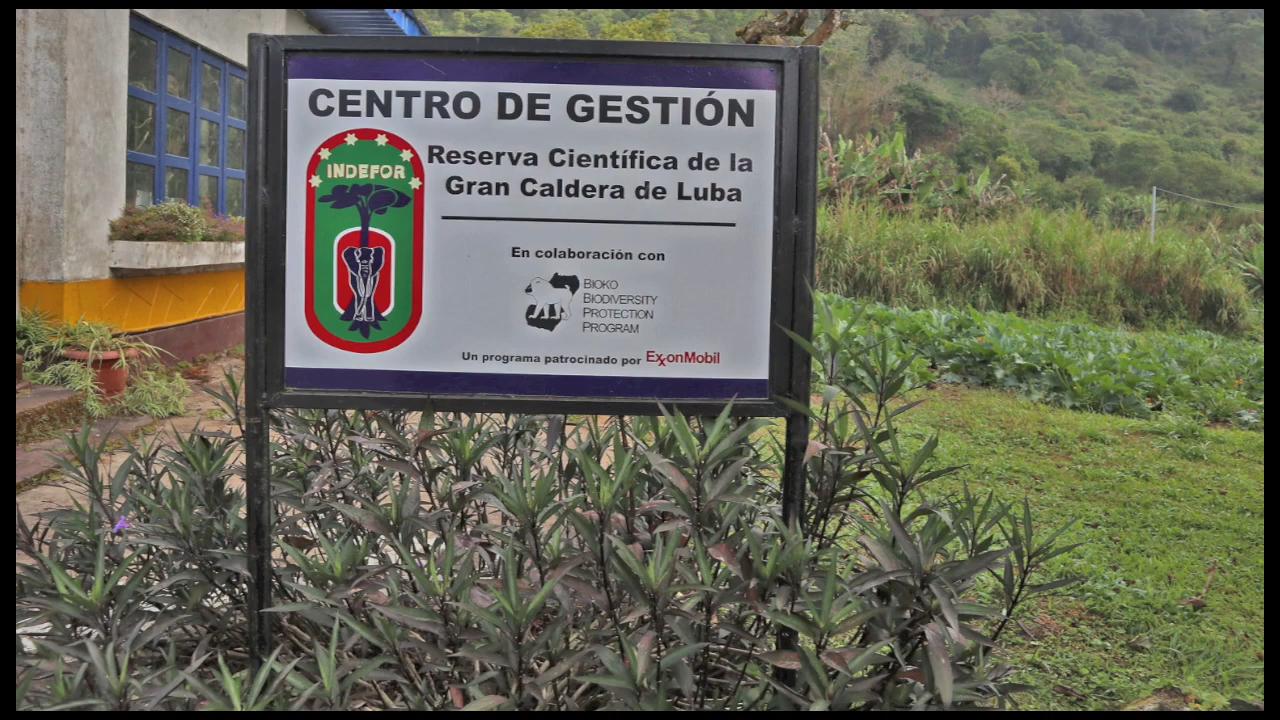 CENTRO DE GESTIÓN
INDEFOR
Reserva Científica de la
Gran Caldera de Luba
En colaboración con
BIOKO
BIODIVERSITY
PROTECTION
PROGRAM
Un programa patrocinado por ExxonMobil